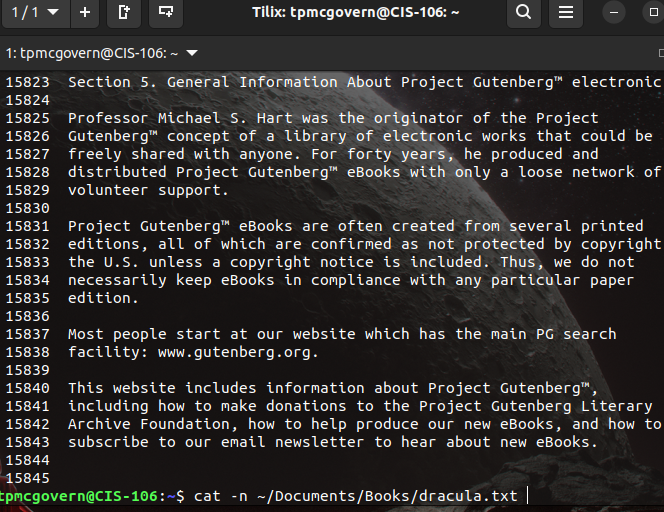 1 / 1
Tilix: tpmcgovern@CIS-106: ~
1: tpmcgovern@CIS-106: ~
15823  Section 5. General Information About Project Gutenberg™ electronic
15824
15825  Professor Michael S. Hart was the originator of the Project
15826  Gutenberg™ concept of a library of electronic works that could be
15827  freely shared with anyone. For forty years, he produced and
15828  distributed Project Gutenberg™ eBooks with only a loose network of
15829  volunteer support.
15830
15831  Project Gutenberg™ eBooks are often created from several printed
15832  editions, all of which are confirmed as not protected by copyright
15833  the U.S. unless a copyright notice is included. Thus, we do not
15834  necessarily keep eBooks in compliance with any particular paper
15835  edition.
15836
15837  Most people start at our website which has the main PG search
15838  facility: www.gutenberg.org.
15839
15840  This website includes information about Project Gutenberg™,
15841  including how to make donations to the Project Gutenberg Literary
15842  Archive Foundation, how to help produce our new eBooks, and how to
15843  subscribe to our email newsletter to hear about new eBooks.
15844
15845
tpmcgovern@CIS-106:~$ cat -n ~/Documents/Books/dracula.txt